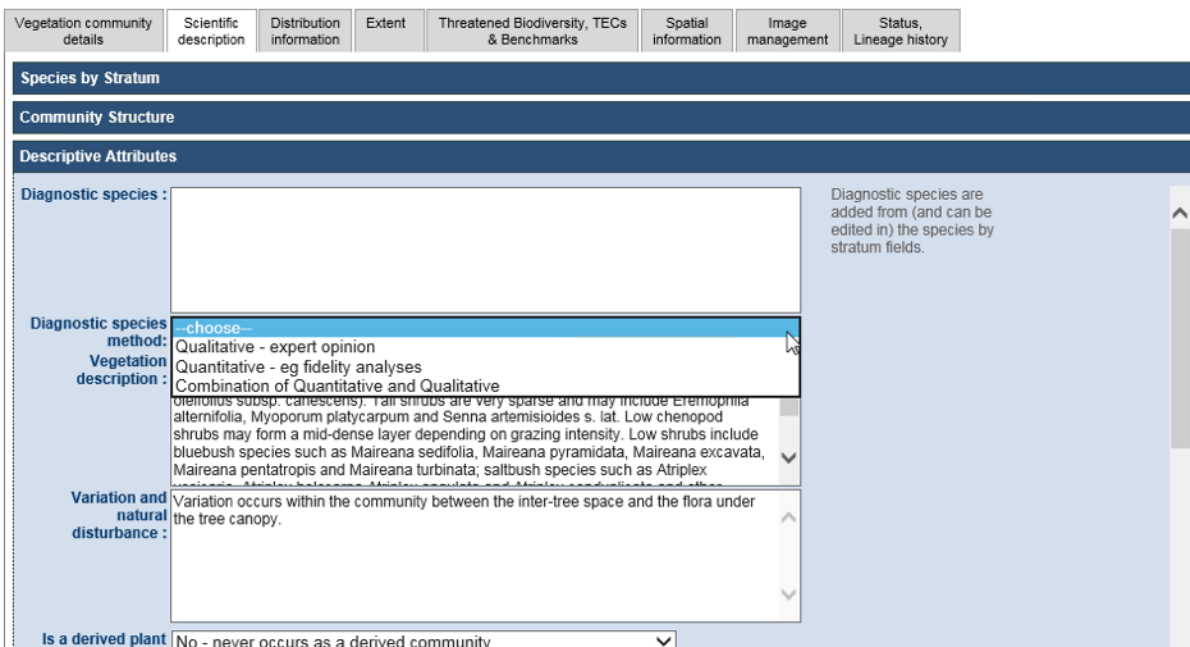 Vegetation community details
Scientific description
Distribution information
Extent
Threatened Biodiversity, TECs & Benchmarks
Spatial information
Image management
Status, Lineage history
Species by Stratum
Community Structure
Descriptive Attributes
Diagnostic species :
Diagnostic species are
added from (and can be
edited in) the species by
stratum fields.
Diagnostic species
method:
--choose--
Qualitative - expert opinion
Quantitative - eg fidelity analyses
Combination of Quantitative and Qualitative
Vegetation
description :
oleifolius subsp. canescens). Tall shrubs are very sparse and may include Eremophila
alternifolia, Myoporum platycarpum and Senna artemisioides s. lat. Low chenopod
shrubs may form a mid-dense layer depending on grazing intensity. Low shrubs include
bluebush species such as Maireana sedifolia, Maireana pyramidata, Maireana excavata,
Maireana pentatropis and Maireana turbinata; saltbush species such as Atriplex
Variation and
natural
disturbance :
Variation occurs within the community between the inter-tree space and the flora under
the tree canopy.
Is a derived plant
No - never occurs as a derived community